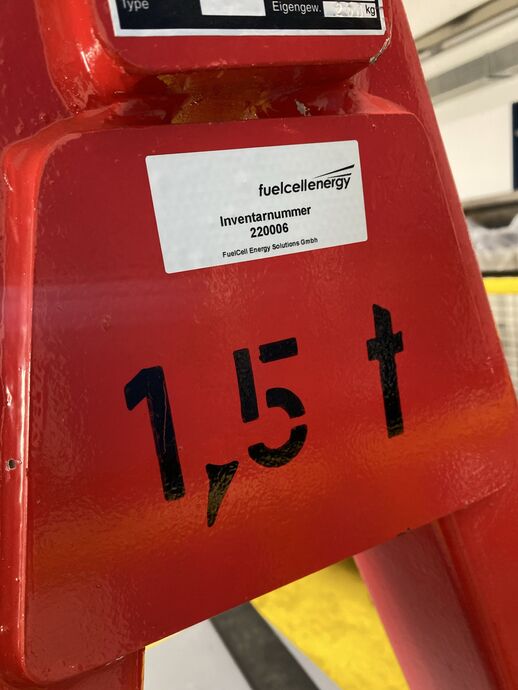 Type Eigengew. kg
fuelcellenergy
Inventarnummer
220006
FuelCell Energy Solutions Gmbh
1,5 t